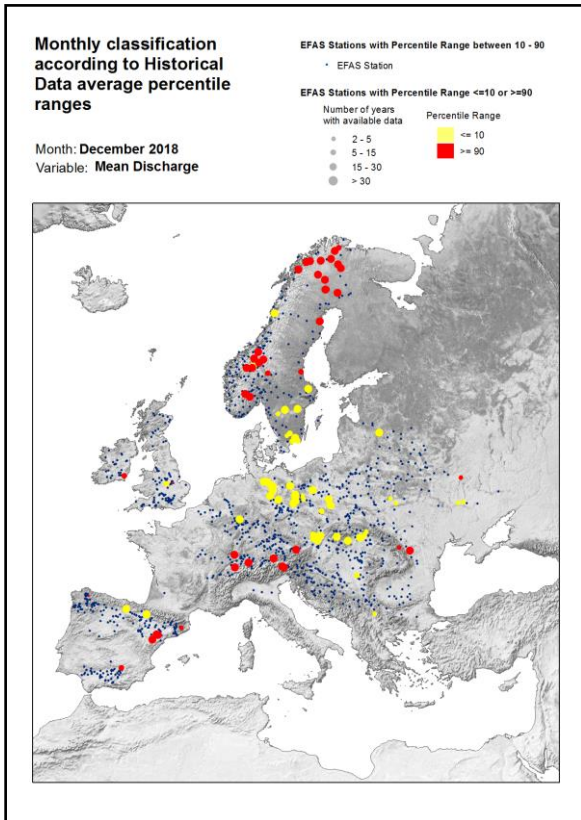 Monthly classification
according to Historical
Data average percentile
ranges
Month: December 2018
Variable: Mean Discharge
EFAS Stations with Percentile Range between 10 - 90
EFAS Station
EFAS Stations with Percentile Range <=10 or >=90
Number of years
with available data
2 - 5
5 - 15
15 - 30
> 30
Percentile Range
<= 10
>= 90